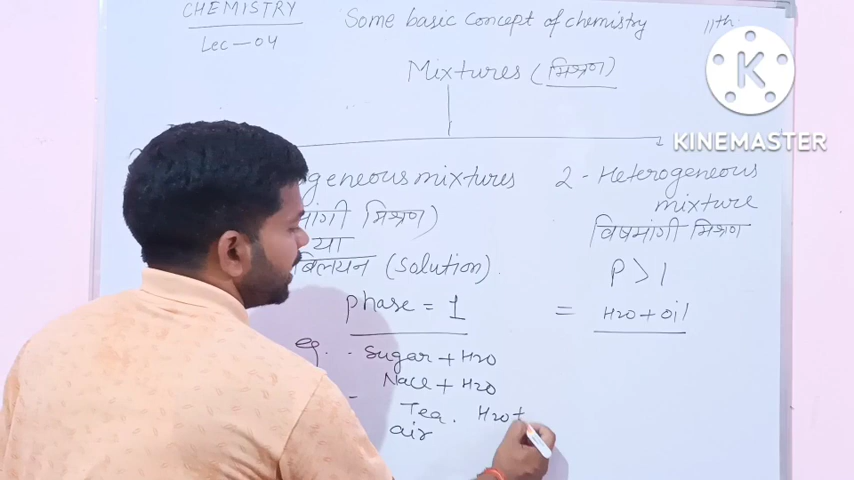 CHEMISTRY
Lec-04
Some basic concept of chemistry
11th
Mixtures (मिश्रण)
geneous mixtures
मांगी मिश्रण)
या
बिलयन (solution).
phase = 1
eg. - Sugar + H2O
- Nacl + H2O
Tea. H2O +
air
2 - Heterogeneous
mixture
विषमांगी मिश्रण
P > 1
= H2O + oil
K
KINEMASTER